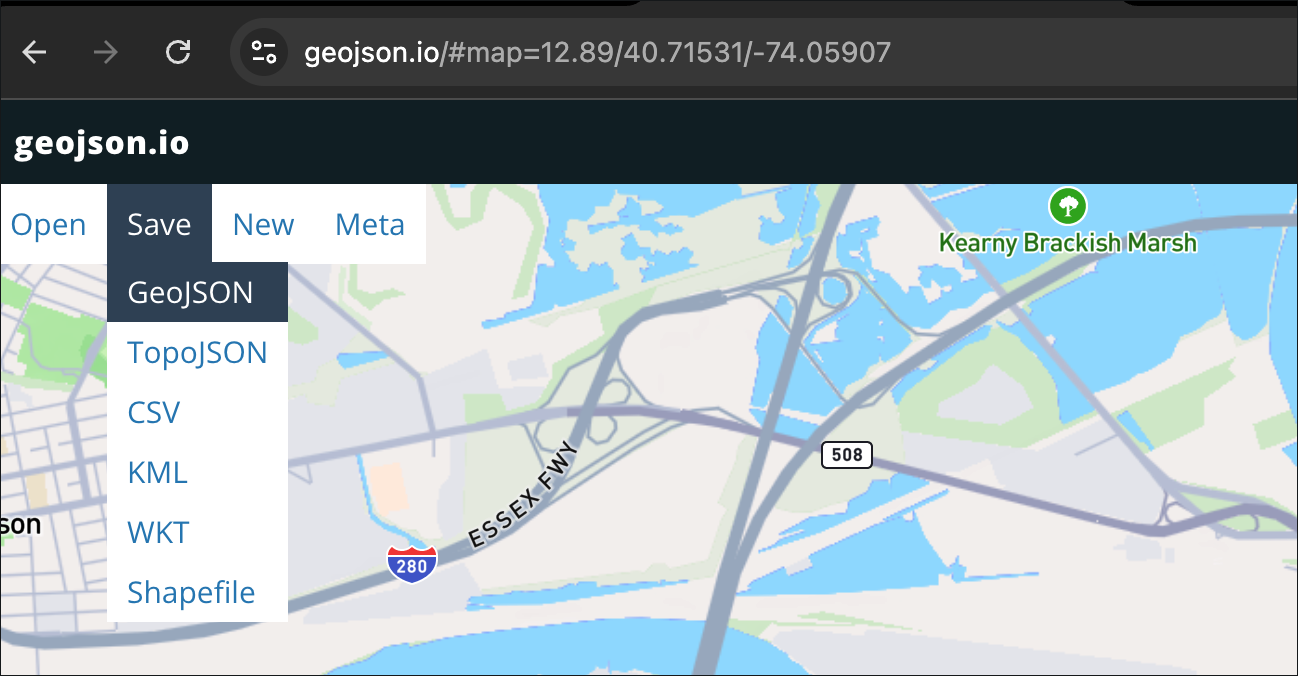 geojson.io/#map=12.89/40.71531/-74.05907
geojson.io
Open Save New Meta
GeoJSON
TopoJSON
CSV
KML
WKT
Shapefile
Kearny Brackish Marsh
508
ESSEX FWY
son
280